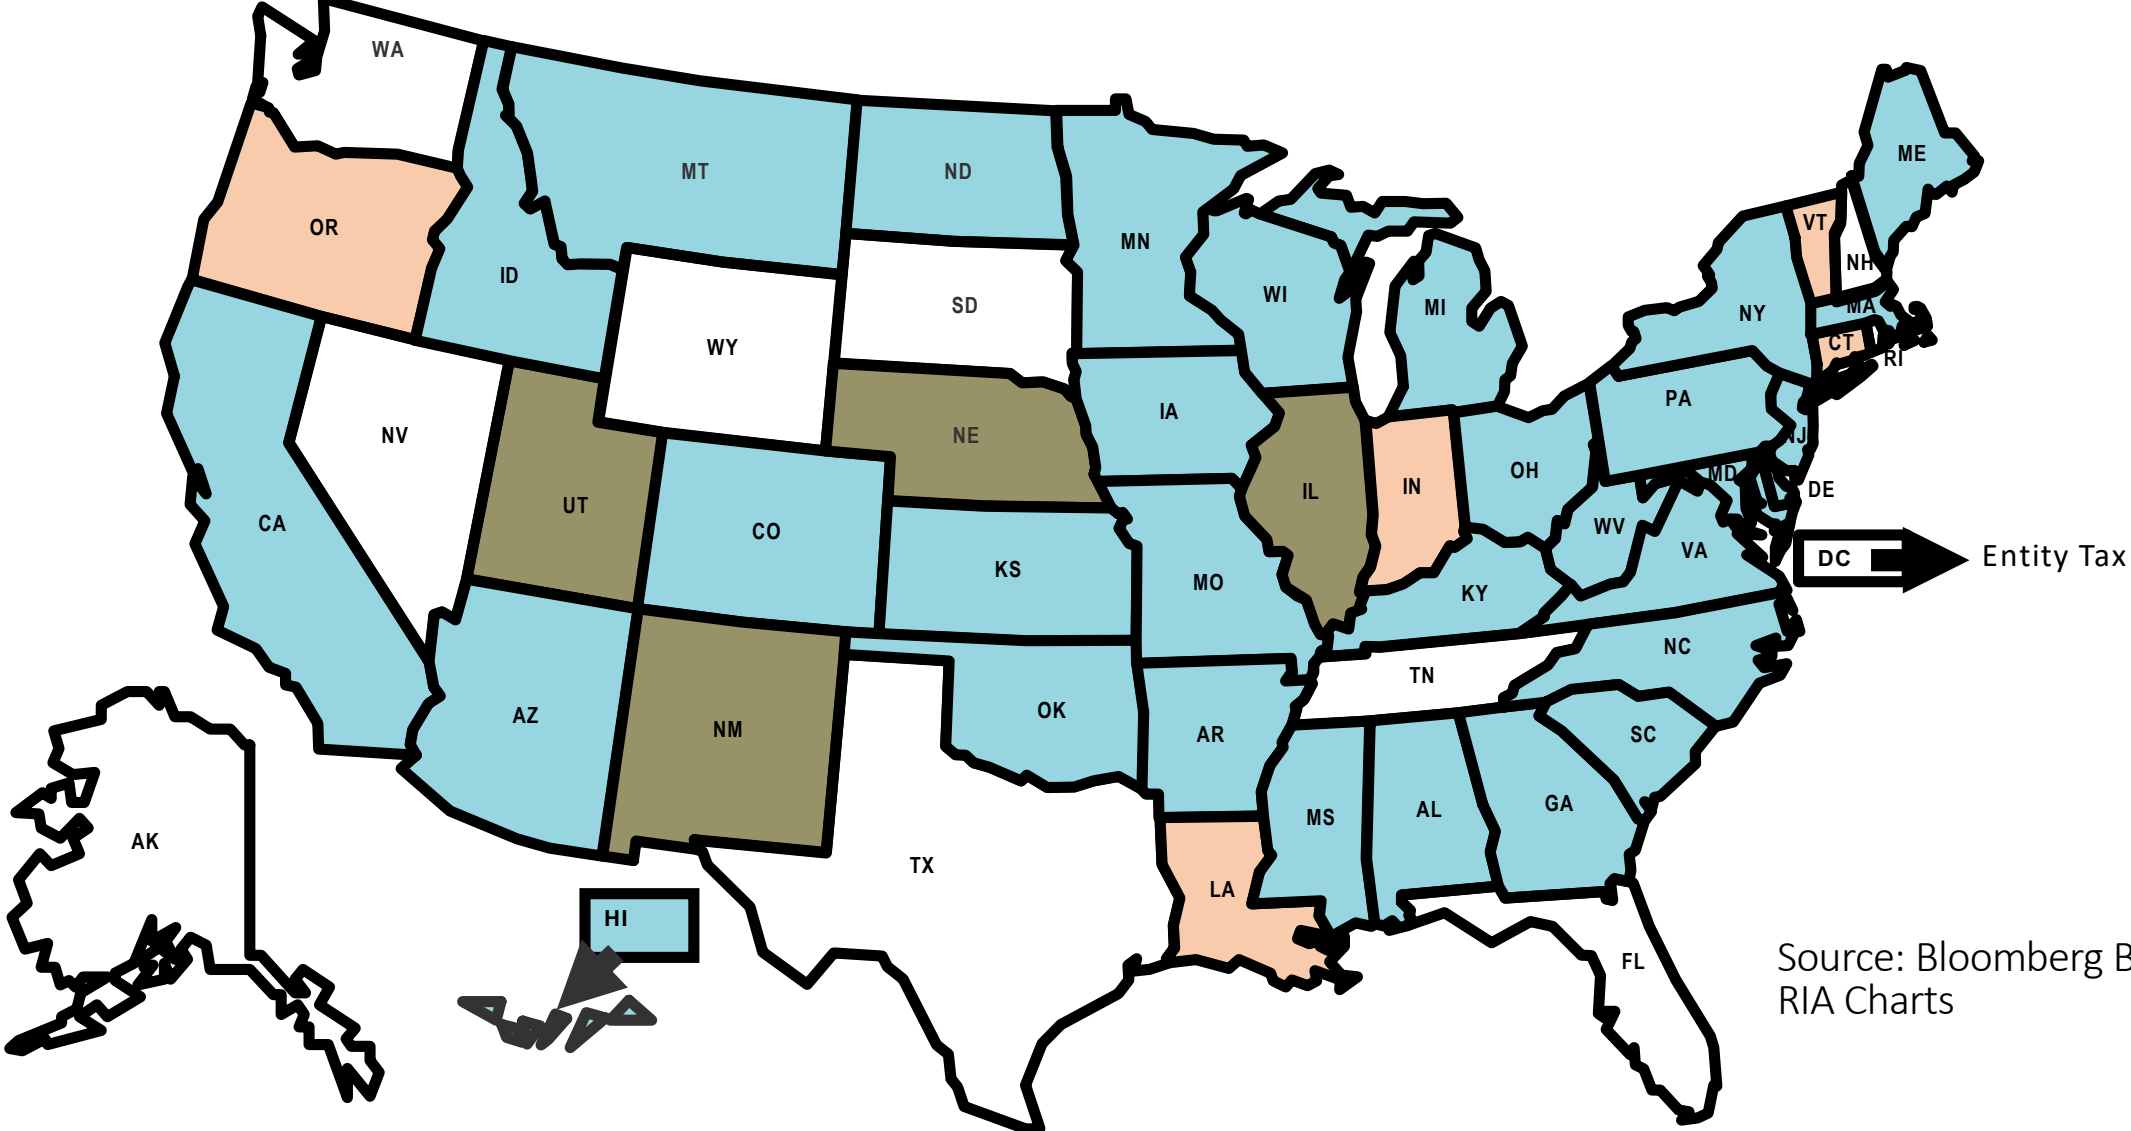 WA
ME
MT
ND
VT
OR
MN
NH
ID
WI
SD
MA
MI
NY
WY
CT
RI
PA
IA
NV
NE
NJ
OH
MD
IN
DE
IL
UT
CA
WV
CO
VA
DC
Entity Tax
KS
MO
KY
NC
TN
OK
AZ
NM
AR
SC
GA
AL
MS
AK
TX
LA
HI
FL
Source: Bloomberg B
RIA Charts